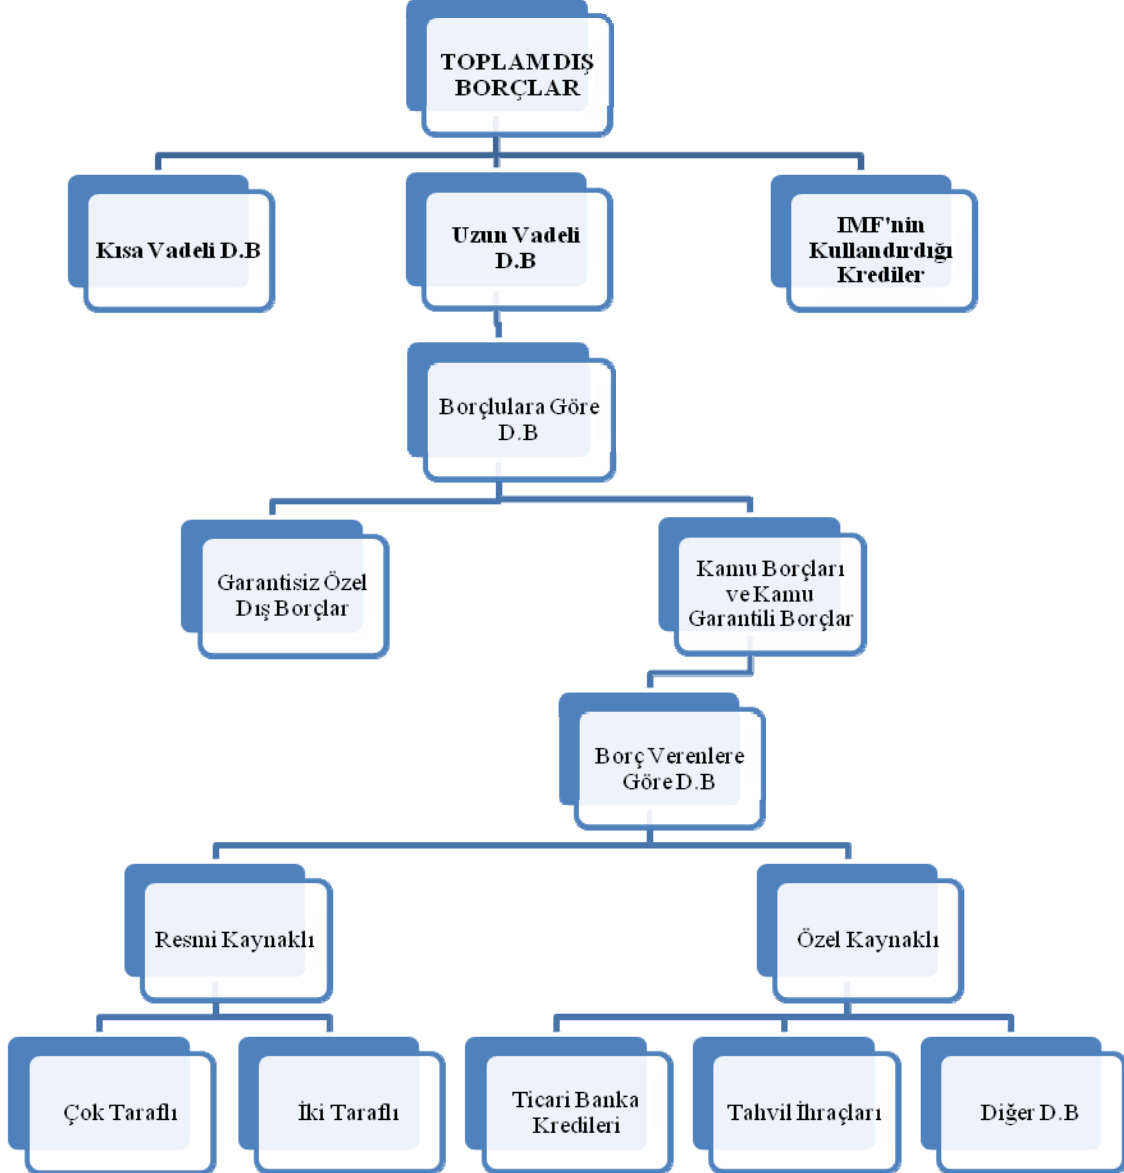 TOPLAM DIŞ
BORÇLAR
Kısa Vadeli D.B
Uzun Vadeli
D.B
IMF'nin
Kullandırdığı
Krediler
Borçlulara Göre
D.B
Garantisiz Özel
Dış Borçlar
Kamu Borçları
ve Kamu
Garantili Borçlar
Borç Verenlere
Göre D.B
Resmi Kaynaklı
Özel Kaynaklı
Çok Taraflı
İki Taraflı
Ticari Banka
Kredileri
Tahvil İhraçları
Diğer D.B